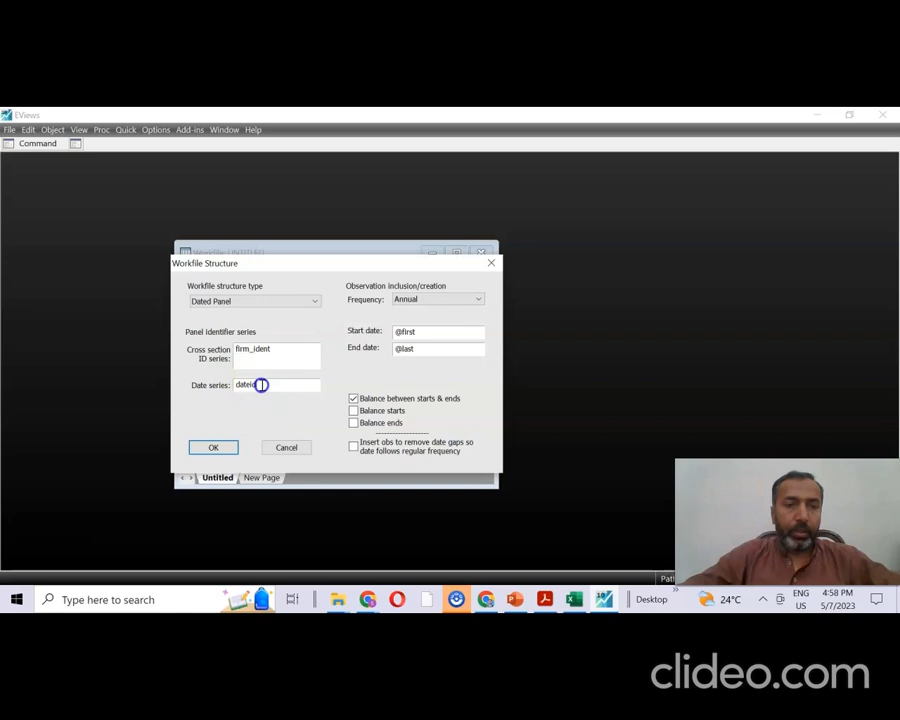 EViews
File Edit Object View Proc Quick Options Add-ins Window Help
Command
Workfile: UNTITLED
Workfile Structure
Workfile structure type
Dated Panel
Panel identifier series
Cross section
ID series:
firm_ident
Date series:
dateid
OK
Cancel
Observation inclusion/creation
Frequency:
Annual
Start date:
@first
End date:
@last
Balance between starts & ends
Balance starts
Balance ends
Insert obs to remove date gaps so
date follows regular frequency
Untitled
New Page
Type here to search
Desktop
24°C
ENG
US
4:58 PM
5/7/2023
clideo.com